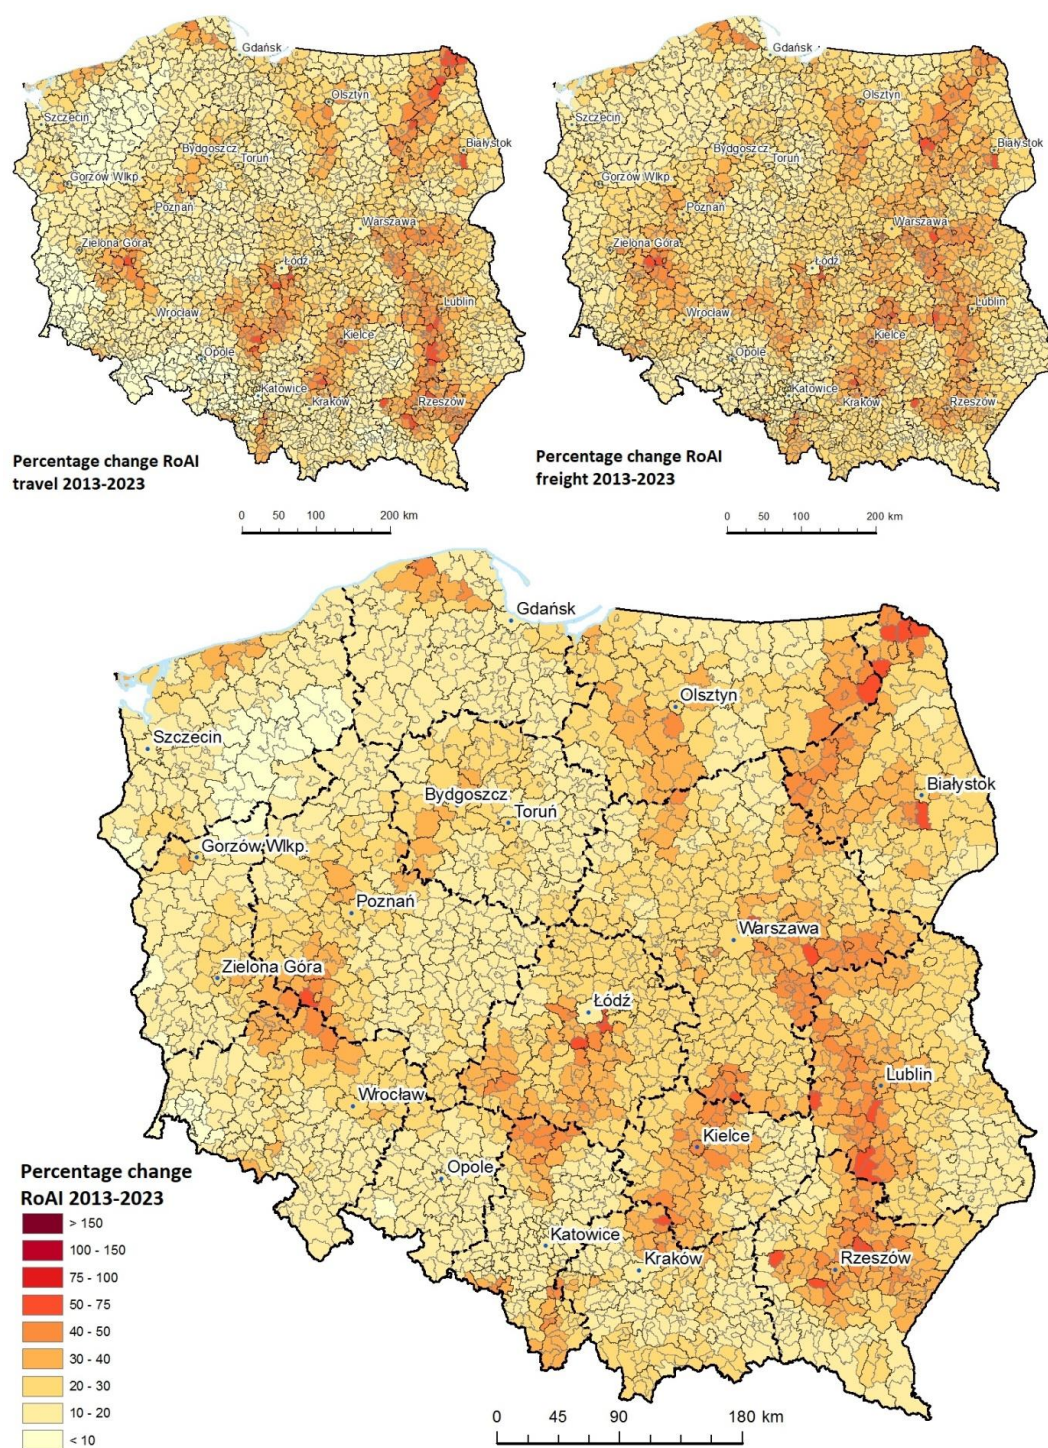 Gdańsk
Olsztyn
Szczecin
Białystok
Bydgoszcz
Toruń
Gorzów Wlkp.
Poznań
Warszawa
Zielona Góra
Łódź
Lublin
Wrocław
Kielce
Opole
Katowice
Kraków
Rzeszów
Percentage change RoAI
travel 2013-2023
0 50 100 200 km
Gdańsk
Olsztyn
Szczecin
Białystok
Bydgoszcz
Toruń
Gorzów Wlkp.
Poznań
Warszawa
Zielona Góra
Łódź
Lublin
Wrocław
Kielce
Opole
Katowice
Kraków
Rzeszów
Percentage change RoAI
freight 2013-2023
0 50 100 200 km
Gdańsk
Olsztyn
Szczecin
Białystok
Bydgoszcz
Toruń
Gorzów Wlkp.
Poznań
Warszawa
Zielona Góra
Łódź
Lublin
Wrocław
Kielce
Opole
Katowice
Kraków
Rzeszów
Percentage change
RoAI 2013-2023
> 150
100 - 150
75 - 100
50 - 75
40 - 50
30 - 40
20 - 30
10 - 20
< 10
0 45 90 180 km